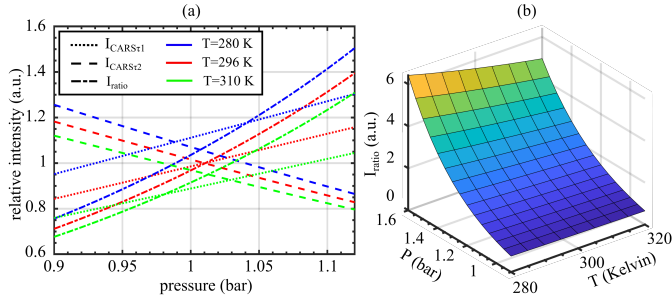 (a)
relative intensity (a.u.)
1.6
1.4
1.2
1
0.8
0.6
I_CARSτ1
I_CARSτ2
I_ratio
T=280 K
T=296 K
T=310 K
0.9
0.95
1
1.05
1.1
pressure (bar)
(b)
I_ratio (a.u.)
6
4
2
0
1.6
1.4
1.2
1
P (bar)
280
300
320
T (Kelvin)